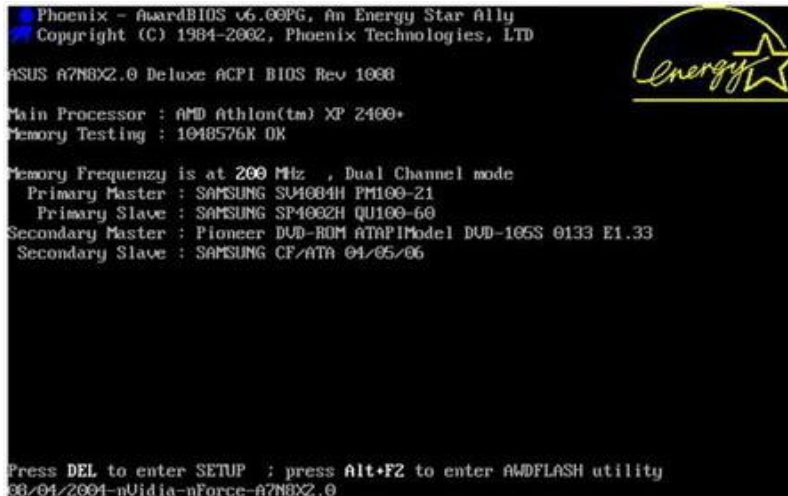 Phoenix - AwardBIOS v6.00PG, An Energy Star Ally
Copyright (C) 1984-2002, Phoenix Technologies, LTD
energy
ASUS A7N8X2.0 Deluxe ACPI BIOS Rev 1008
Main Processor : AMD Athlon(tm) XP 2400+
Memory Testing : 1048576K OK
Memory Frequenzy is at 200 MHz , Dual Channel mode
Primary Master : SAMSUNG SV4084H PM100-21
Primary Slave : SAMSUNG SP4002H QU100-60
Secondary Master : Pioneer DVD-ROM ATAPIModel DVD-105S 0133 E1.33
Secondary Slave : SAMSUNG CF/ATA 04/05/06
Press DEL to enter SETUP ; press Alt+F2 to enter AWDFLASH utility
08/04/2004-nVidia-nForce-A7N8X2.0